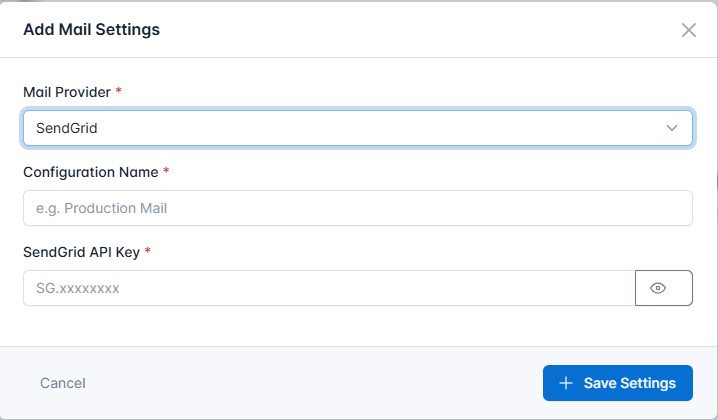 Add Mail Settings
Mail Provider *
SendGrid
Configuration Name *
e.g. Production Mail
SendGrid API Key *
SG.xxxxxxxx
Cancel
+ Save Settings